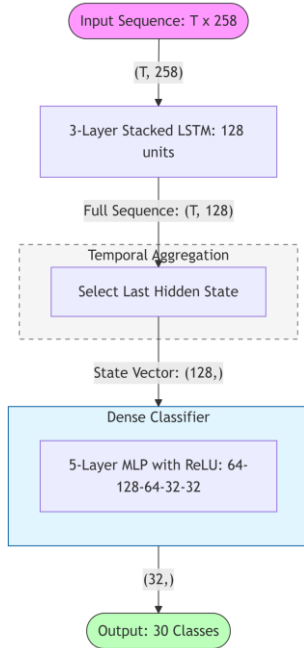 Input Sequence: T x 258
(T, 258)
3-Layer Stacked LSTM: 128
units
Full Sequence: (T, 128)
Temporal Aggregation
Select Last Hidden State
State Vector: (128,)
Dense Classifier
5-Layer MLP with ReLU: 64-
128-64-32-32
(32,)
Output: 30 Classes